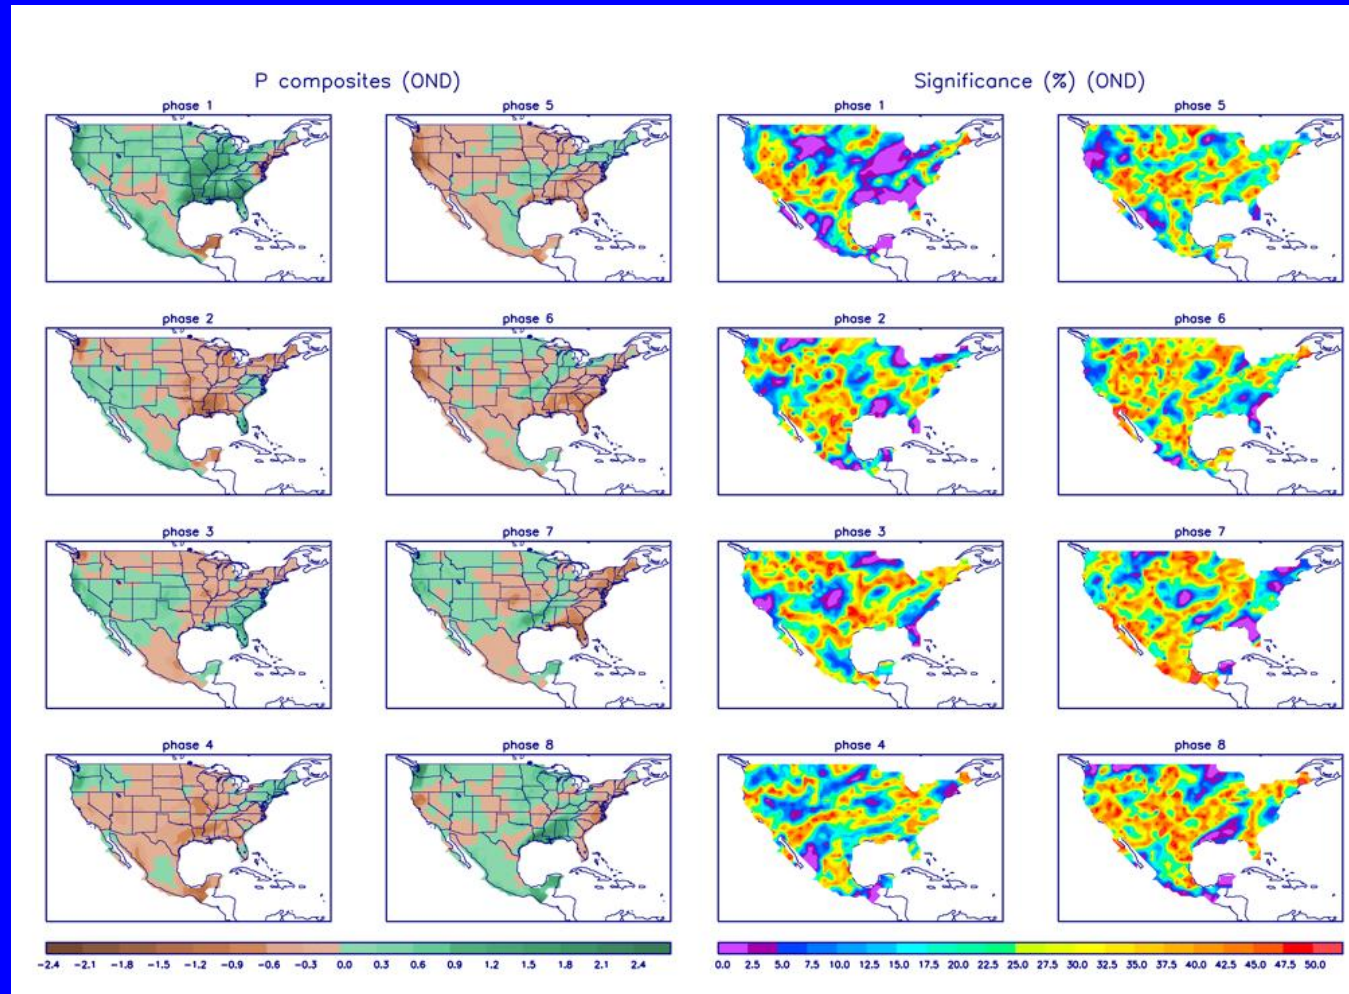 P composites (OND)
Significance (%) (OND)
phase 1
phase 5
phase 1
phase 5
phase 2
phase 6
phase 2
phase 6
phase 3
phase 7
phase 3
phase 7
phase 4
phase 8
phase 4
phase 8
-2.4 -2.1 -1.8 -1.5 -1.2 -0.9 -0.6 -0.3 0.0 0.3 0.6 0.9 1.2 1.5 1.8 2.1 2.4
0.0 2.5 5.0 7.5 10.0 12.5 15.0 17.5 20.0 22.5 25.0 27.5 30.0 32.5 35.0 37.5 40.0 42.5 45.0 47.5 50.0